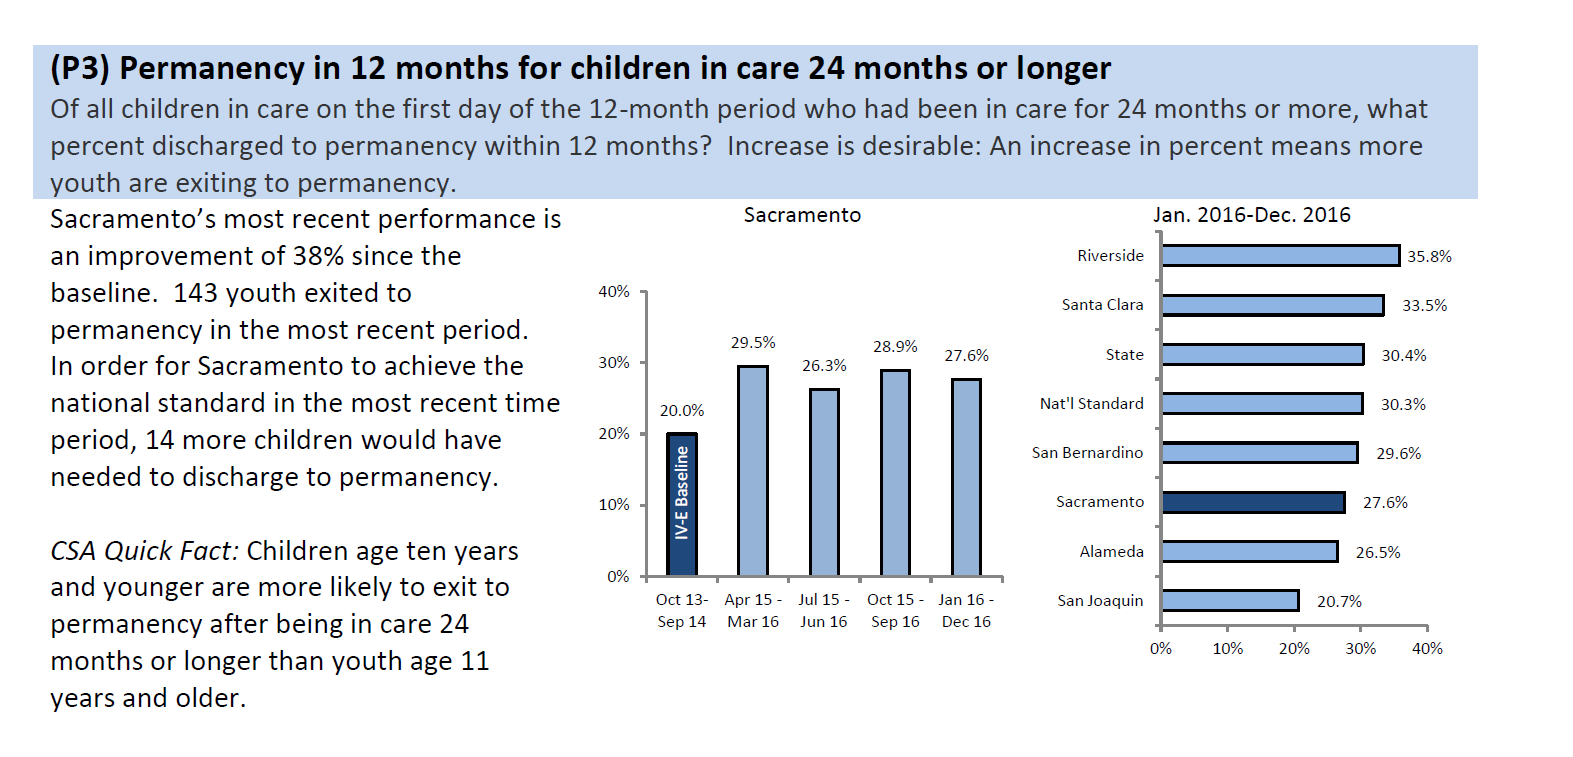 (P3) Permanency in 12 months for children in care 24 months or longer
Of all children in care on the first day of the 12-month period who had been in care for 24 months or more, what
percent discharged to permanency within 12 months?  Increase is desirable: An increase in percent means more
youth are exiting to permanency.
Sacramento’s most recent performance is
an improvement of 38% since the
baseline.  143 youth exited to
permanency in the most recent period.
In order for Sacramento to achieve the
national standard in the most recent time
period, 14 more children would have
needed to discharge to permanency.
CSA Quick Fact: Children age ten years
and younger are more likely to exit to
permanency after being in care 24
months or longer than youth age 11
years and older.
Sacramento
40%
30%
20%
10%
0%
20.0%
29.5%
26.3%
28.9%
27.6%
IV-E Baseline
Oct 13-
Sep 14
Apr 15 -
Mar 16
Jul 15 -
Jun 16
Oct 15 -
Sep 16
Jan 16 -
Dec 16
Jan. 2016-Dec. 2016
Riverside 35.8%
Santa Clara 33.5%
State 30.4%
Nat'l Standard 30.3%
San Bernardino 29.6%
Sacramento 27.6%
Alameda 26.5%
San Joaquin 20.7%
0% 10% 20% 30% 40%